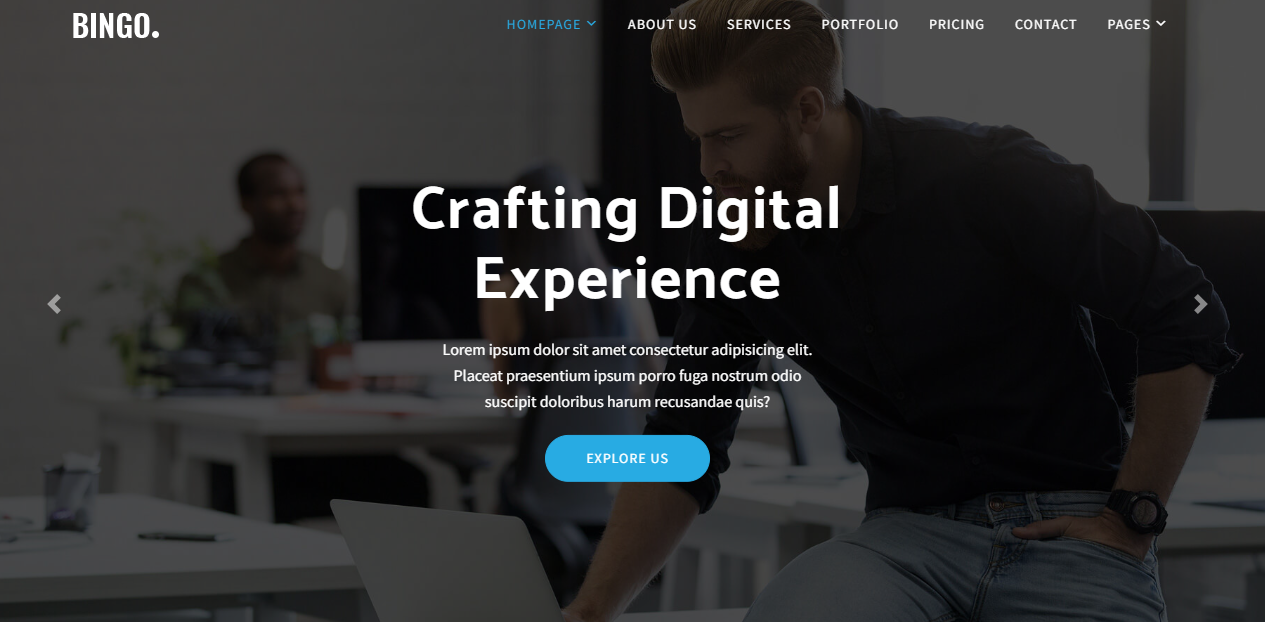 BINGO.
HOMEPAGE ABOUT US SERVICES PORTFOLIO PRICING CONTACT PAGES
Crafting Digital
Experience
Lorem ipsum dolor sit amet consectetur adipisicing elit.
Placeat praesentium ipsum porro fuga nostrum odio
suscipit doloribus harum recusandae quis?
EXPLORE US